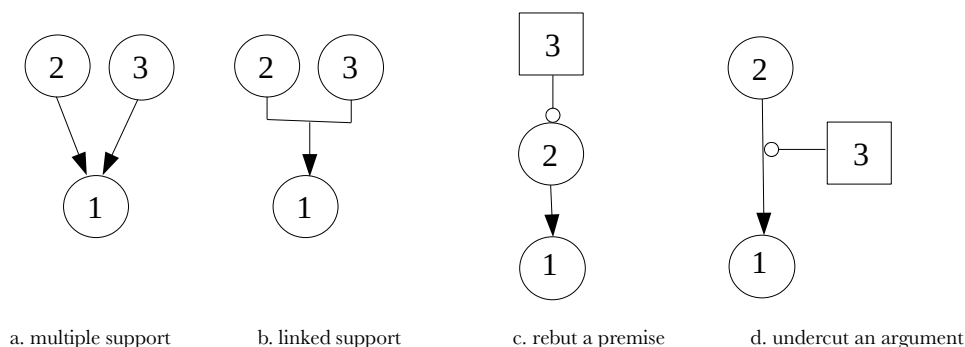 2 3
1
2 3
1
3
2
1
2
3
1
a. multiple support
b. linked support
c. rebut a premise
d. undercut an argument